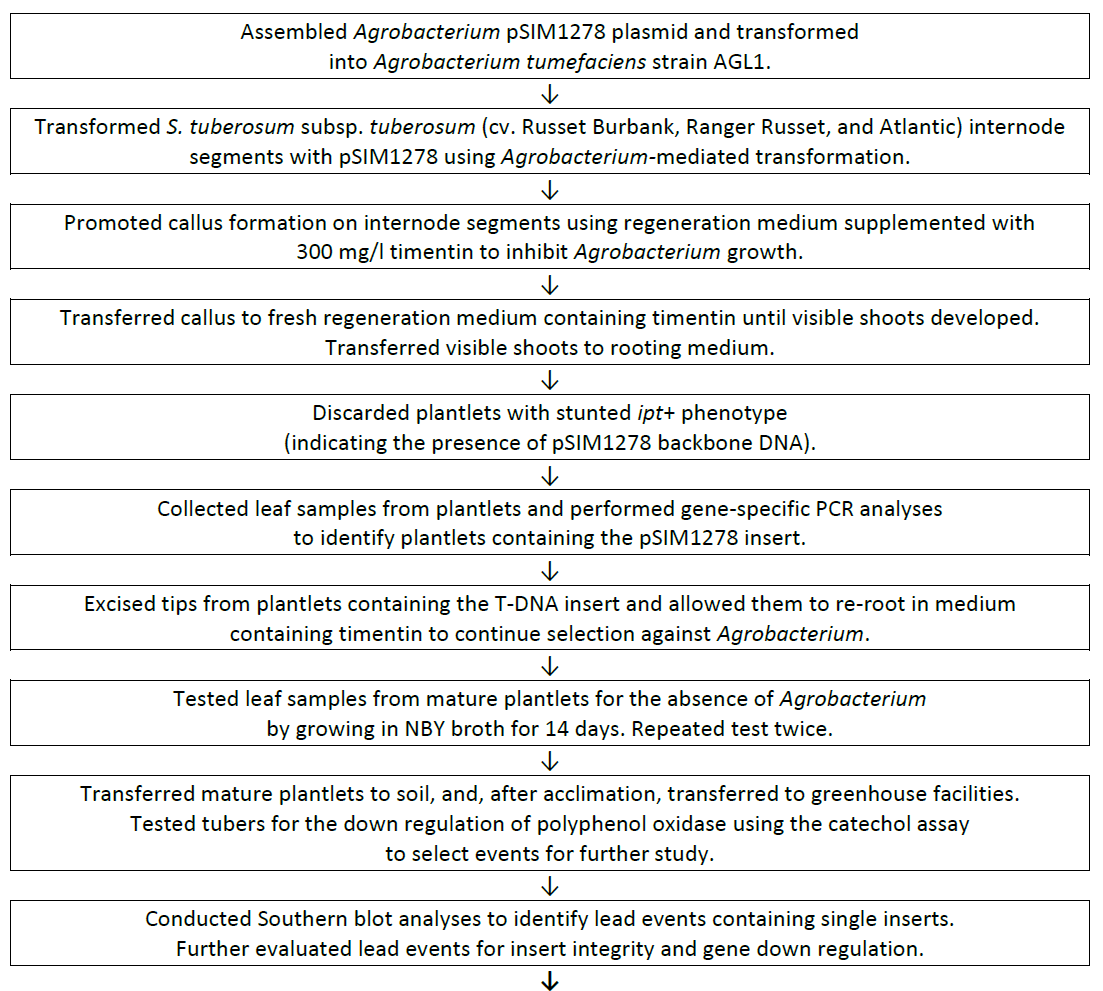 Assembled Agrobacterium pSIM1278 plasmid and transformed
into Agrobacterium tumefaciens strain AGL1.
↓
Transformed S. tuberosum subsp. tuberosum (cv. Russet Burbank, Ranger Russet, and Atlantic) internode
segments with pSIM1278 using Agrobacterium-mediated transformation.
↓
Promoted callus formation on internode segments using regeneration medium supplemented with
300 mg/l timentin to inhibit Agrobacterium growth.
↓
Transferred callus to fresh regeneration medium containing timentin until visible shoots developed.
Transferred visible shoots to rooting medium.
↓
Discarded plantlets with stunted ipt+ phenotype
(indicating the presence of pSIM1278 backbone DNA).
↓
Collected leaf samples from plantlets and performed gene-specific PCR analyses
to identify plantlets containing the pSIM1278 insert.
↓
Excised tips from plantlets containing the T-DNA insert and allowed them to re-root in medium
containing timentin to continue selection against Agrobacterium.
↓
Tested leaf samples from mature plantlets for the absence of Agrobacterium
by growing in NBY broth for 14 days. Repeated test twice.
↓
Transferred mature plantlets to soil, and, after acclimation, transferred to greenhouse facilities.
Tested tubers for the down regulation of polyphenol oxidase using the catechol assay
to select events for further study.
↓
Conducted Southern blot analyses to identify lead events containing single inserts.
Further evaluated lead events for insert integrity and gene down regulation.
↓